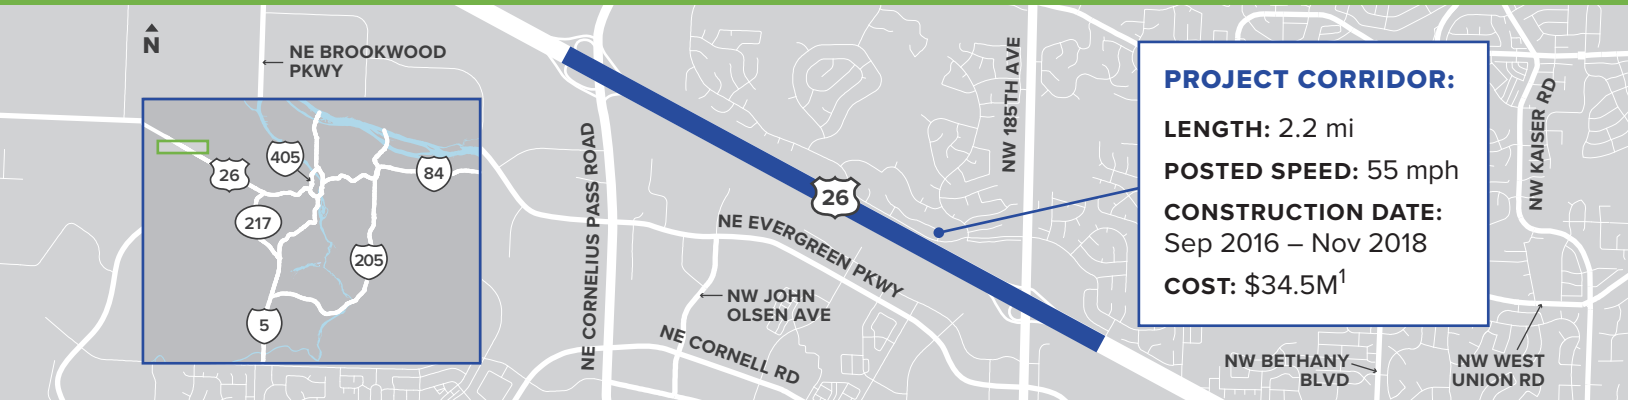 N
NE BROOKWOOD
PKWY
405
26
84
217
205
5
NE CORNELIUS PASS ROAD
26
NE EVERGREEN PKWY
NW JOHN
OLSEN AVE
NE CORNELL RD
NW 185TH AVE
PROJECT CORRIDOR:
LENGTH: 2.2 mi
POSTED SPEED: 55 mph
CONSTRUCTION DATE:
Sep 2016 – Nov 2018
COST: $34.5M¹
NW KAISER RD
NW BETHANY
BLVD
NW WEST
UNION RD